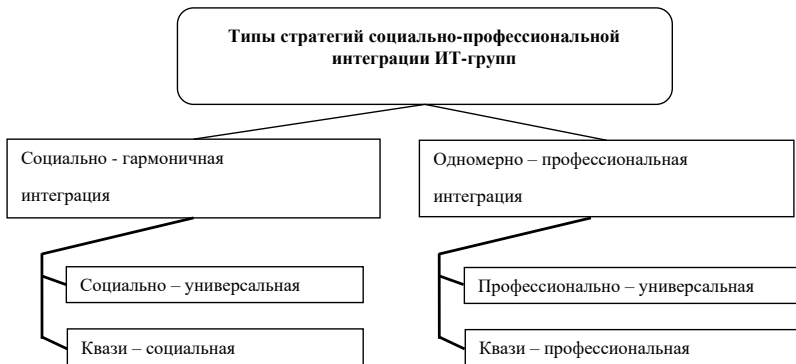 Типы стратегий социально-профессиональной
интеграции ИТ-групп
Социально - гармоничная
интеграция
Социально – универсальная
Квази – социальная
Одномерно – профессиональная
интеграция
Профессионально – универсальная
Квази – профессиональная